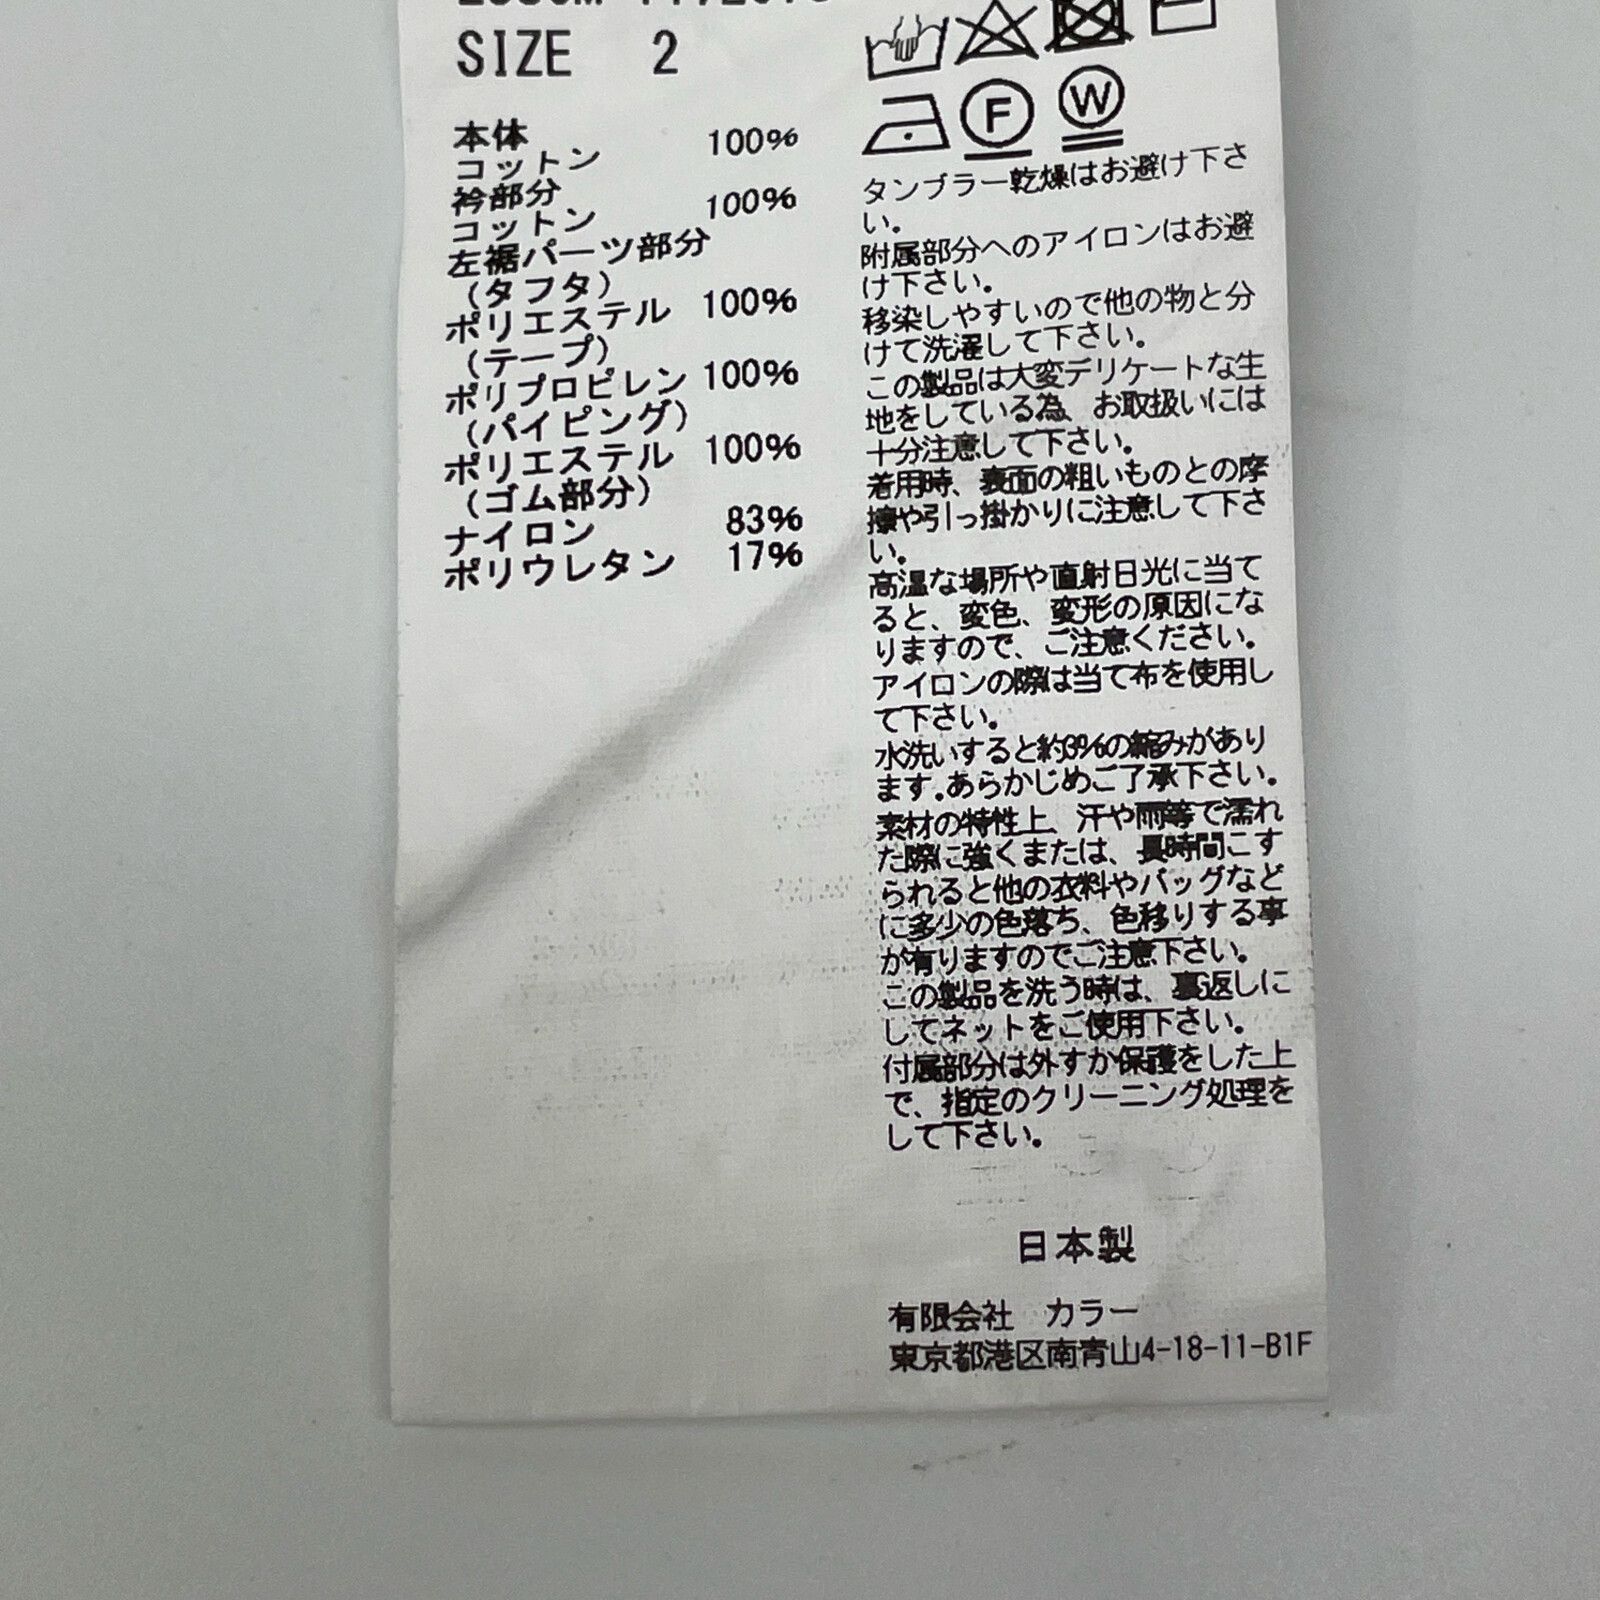 SIZE 2
本体
コットン 100%
衿部分
コットン 100%
左裾パーツ部分
(タフタ)
ポリエステル 100%
(テープ)
ポリプロピレン 100%
(パイピング)
ポリエステル 100%
(ゴム部分)
ナイロン 83%
ポリウレタン 17%
F W
タンブラー乾燥はお避け下さ
い。
附属部分へのアイロンはお避
け下さい。
移染しやすいので他の物と分
けて洗濯して下さい。
この製品は大変デリケートな生
地をしている為、お取扱いには
十分注意して下さい。
着用時、表面の粗いものとの摩
擦や引っ掛かりに注意して下さ
い。
高温な場所や直射日光に当て
ると、変色、変形の原因にな
りますので、ご注意ください。
アイロンの際は当て布を使用し
て下さい。
水洗いすると約3%の縮みがあり
ます。あらかじめご了承下さい。
素材の特性上、汗や雨等で濡れ
た際に強くまたは、長時間こす
られると他の衣料やバッグなど
に多少の色落ち、色移りする事
が有りますのでご注意下さい。
この製品を洗う時は、裏返しに
してネットをご使用下さい。
付属部分は外すか保護をした上
で、指定のクリーニング処理を
して下さい。
日本製
有限会社 カラー
東京都港区南青山4-18-11-B1F